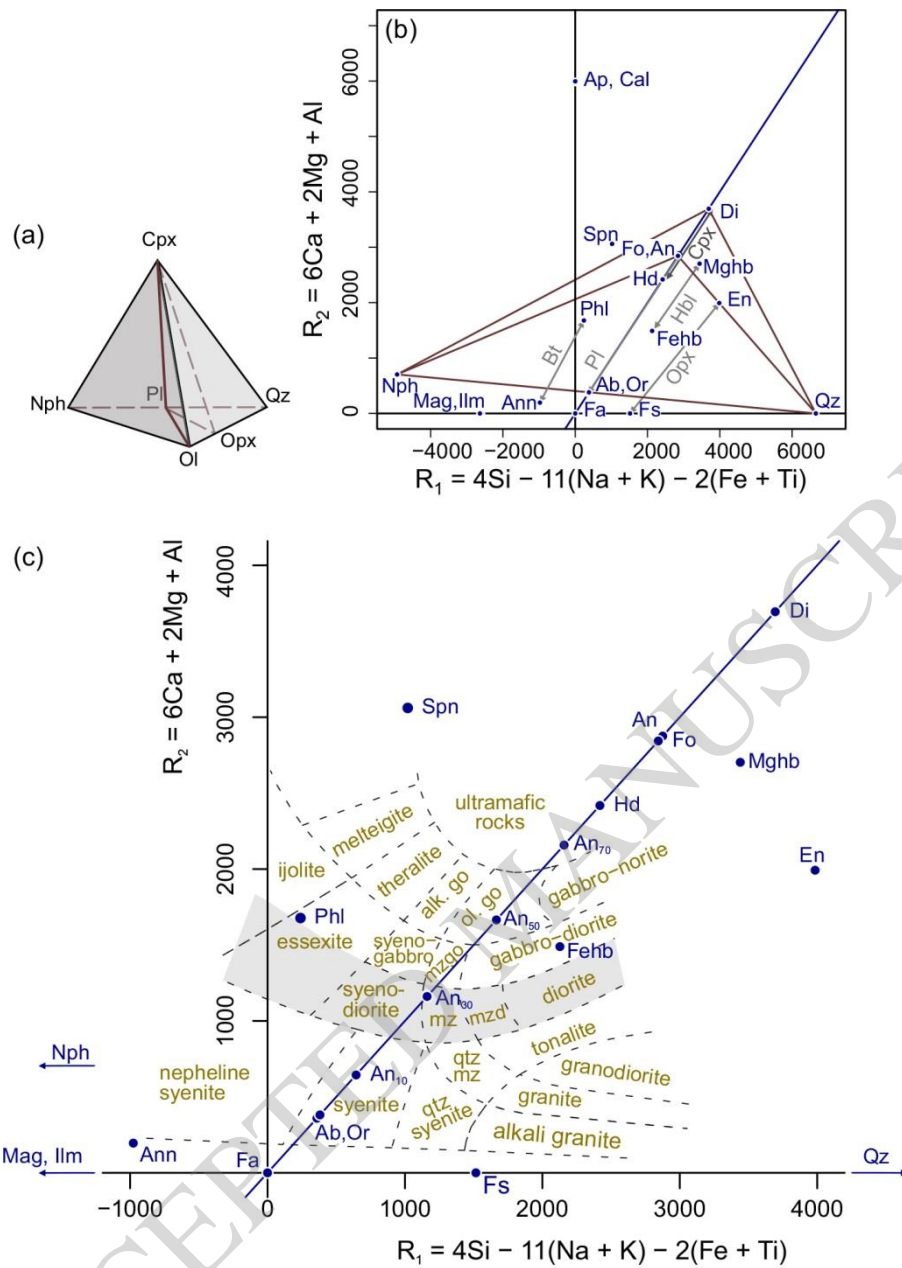 (a)
Cpx
Nph
Pl
Qz
Opx
Ol
(b)
R₂ = 6Ca + 2Mg + Al
6000
4000
2000
0
Ap, Cal
Di
Spn
Fo,An
Cpx
Mghb
Hd
En
Phl
Hbl
Fehb
Bt
Pl
Opx
Nph
Ab,Or
Mag,Ilm
Ann
Fa
Fs
Qz
−4000 −2000 0 2000 4000 6000
R₁ = 4Si − 11(Na + K) − 2(Fe + Ti)
(c)
R₂ = 6Ca + 2Mg + Al
4000
3000
2000
1000
Di
Spn
An
Fo
Mghb
ultramafic
rocks
Hd
melteigite
An₇₀
En
ijolite
theralite
alk. go
ol. go
gabbro−norite
Phl
An₅₀
essexite
syeno-
gabbro
mzgo
gabbro-diorite
Fehb
syeno-
diorite
An₃₀
mz
mzd
diorite
Nph
nepheline
syenite
An₁₀
qtz
mz
tonalite
granodiorite
syenite
qtz
syenite
granite
Ab,Or
alkali granite
Mag, Ilm
Ann
Fa
Fs
Qz
−1000 0 1000 2000 3000 4000
R₁ = 4Si − 11(Na + K) − 2(Fe + Ti)
CEPTED MANUSCRI